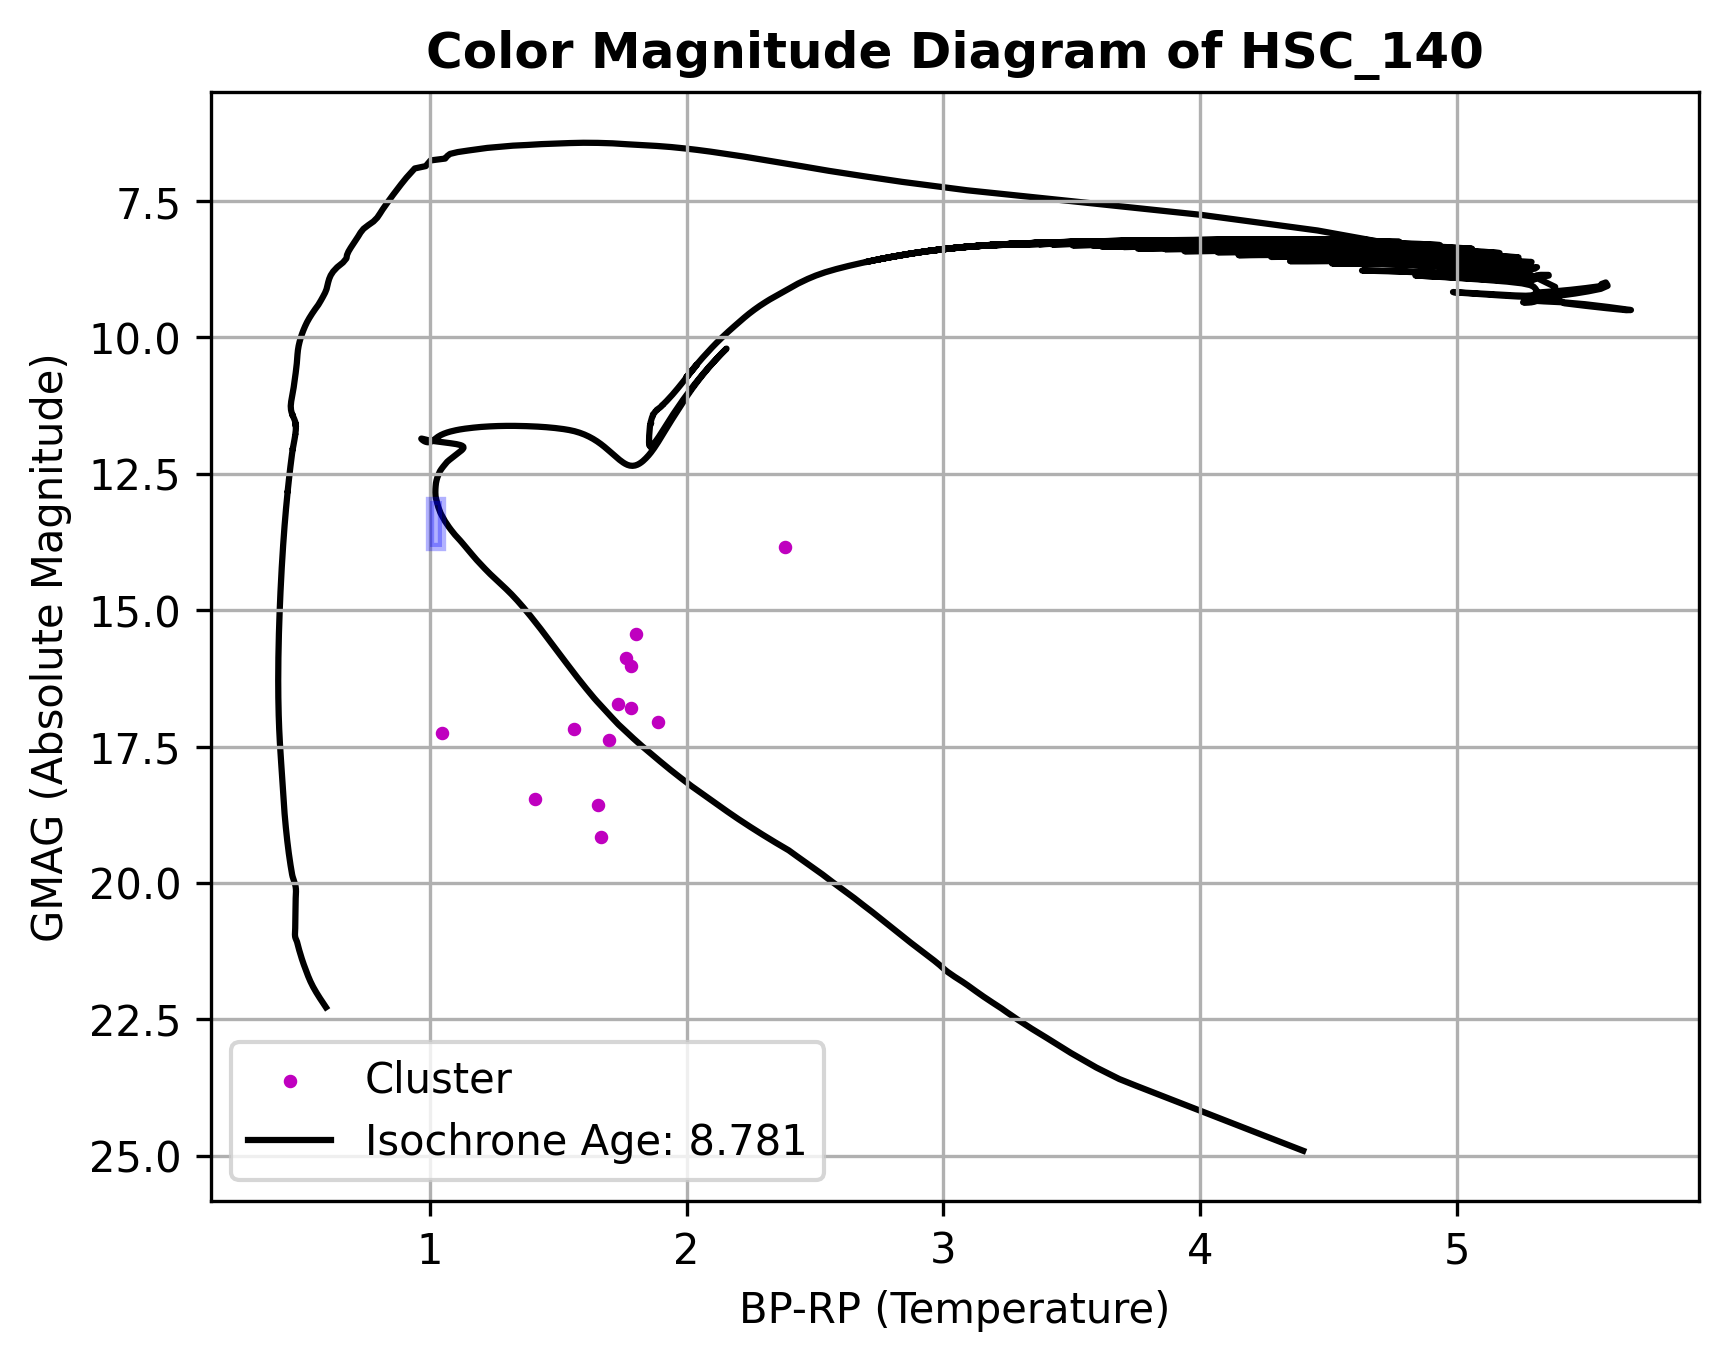 Color Magnitude Diagram of HSC_140
GMAG (Absolute Magnitude)
7.5
10.0
12.5
15.0
17.5
20.0
22.5
25.0
Cluster
Isochrone Age: 8.781
1 2 3 4 5
BP-RP (Temperature)